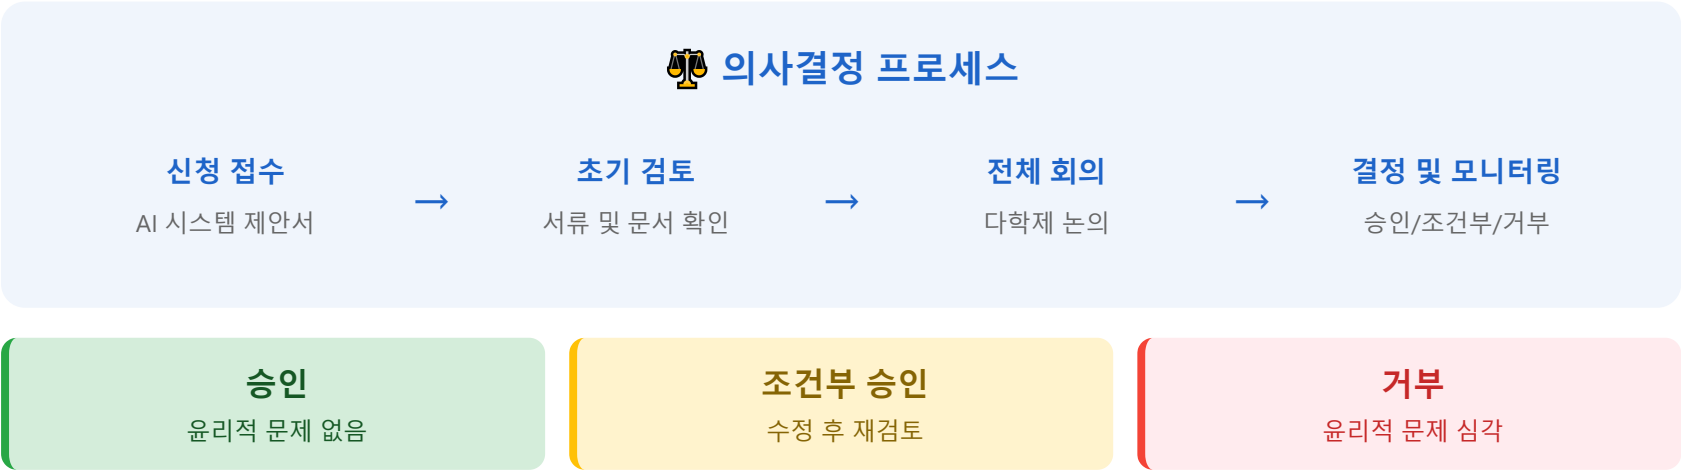 의사결정 프로세스
신청 접수
AI 시스템 제안서
→
초기 검토
서류 및 문서 확인
→
전체 회의
다학제 논의
→
결정 및 모니터링
승인/조건부/거부
승인
윤리적 문제 없음
조건부 승인
수정 후 재검토
거부
윤리적 문제 심각